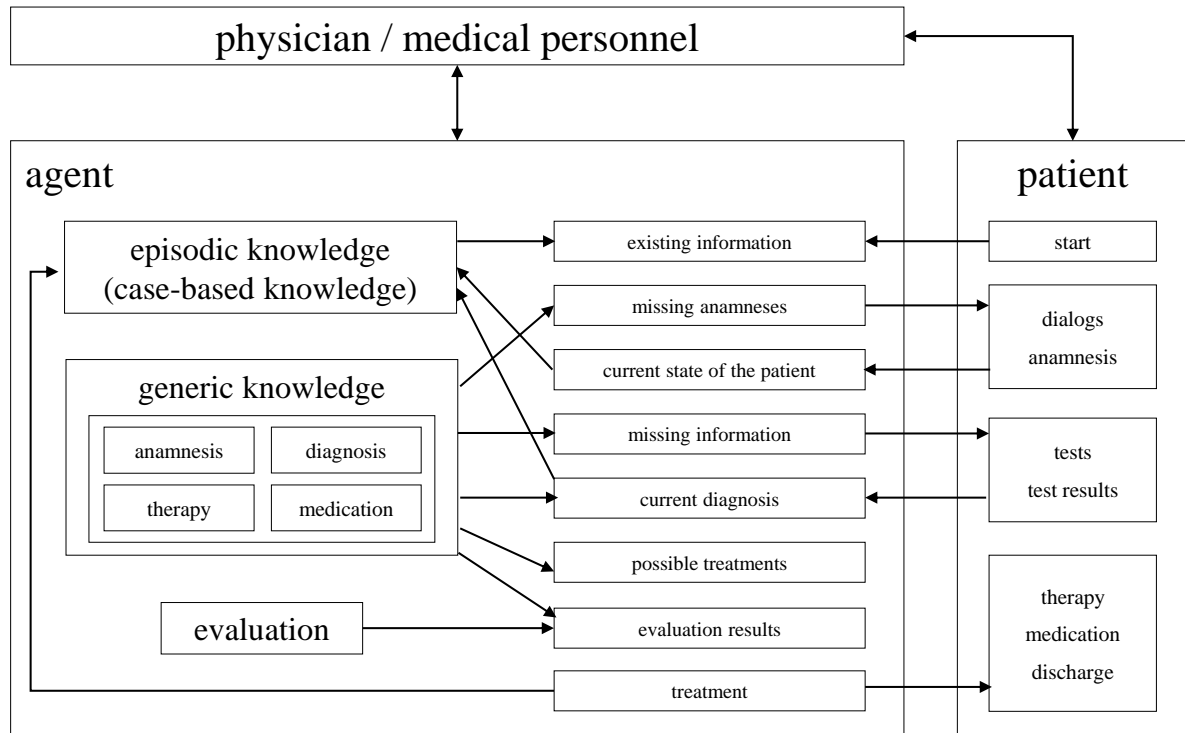 physician / medical personnel
agent
patient
episodic knowledge
(case-based knowledge)
existing information
start
missing anamneses
dialogs
anamnesis
current state of the patient
generic knowledge
anamnesis
diagnosis
therapy
medication
missing information
tests
test results
current diagnosis
possible treatments
evaluation
evaluation results
therapy
medication
discharge
treatment